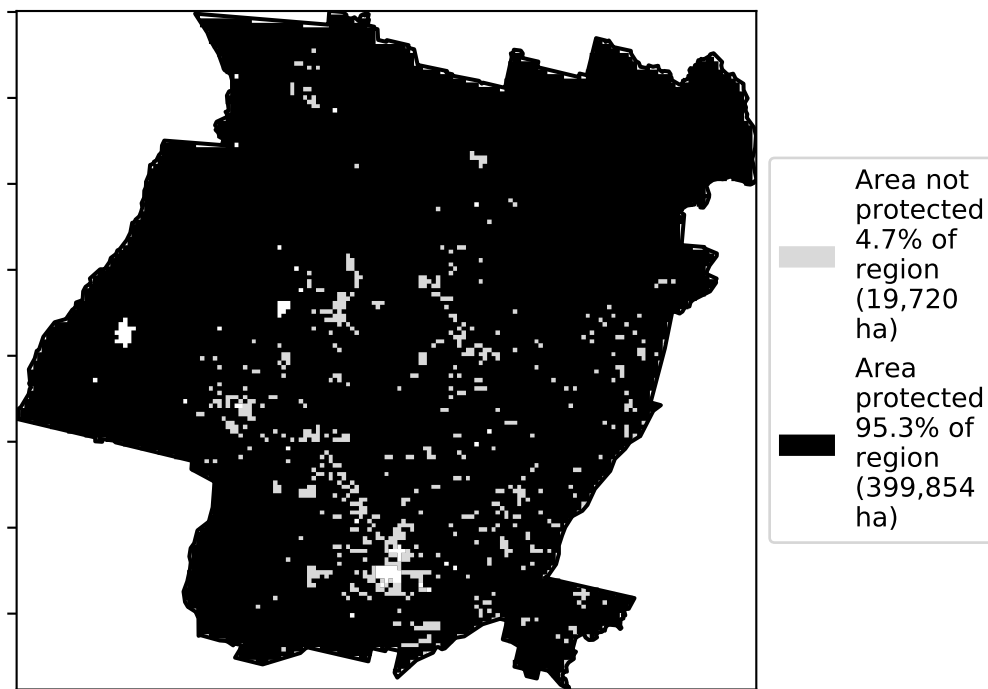 Area not
protected
4.7% of
region
(19,720
ha)
Area
protected
95.3% of
region
(399,854
ha)